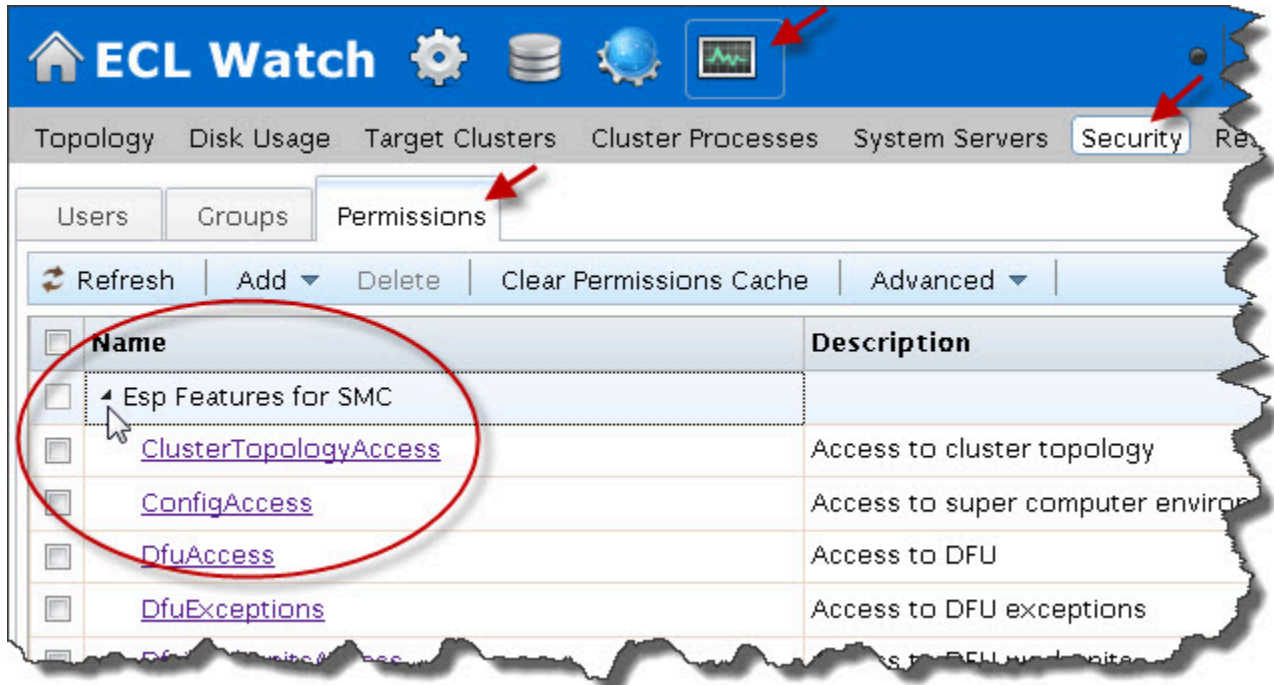 ECL Watch
Topology Disk Usage Target Clusters Cluster Processes System Servers Security
Users Groups Permissions
Refresh Add Delete Clear Permissions Cache Advanced
Name Description
Esp Features for SMC
ClusterTopologyAccess Access to cluster topology
ConfigAccess Access to super computer
DfuAccess Access to DFU
DfuExceptions Access to DFU exceptions